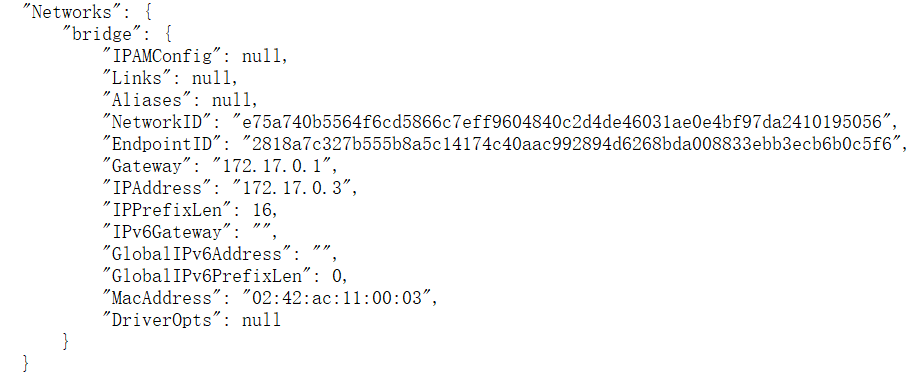 "Networks": {
"bridge": {
"IPAMConfig": null,
"Links": null,
"Aliases": null,
"NetworkID": "e75a740b5564f6cd5866c7eff9604840c2d4de46031ae0e4bf97da2410195056",
"EndpointID": "2818a7c327b555b8a5c14174c40aac992894d6268bda008833ebb3ecb6b0c5f6",
"Gateway": "172.17.0.1",
"IPAddress": "172.17.0.3",
"IPPrefixLen": 16,
"IPv6Gateway": "",
"GlobalIPv6Address": "",
"GlobalIPv6PrefixLen": 0,
"MacAddress": "02:42:ac:11:00:03",
"DriverOpts": null
}
}